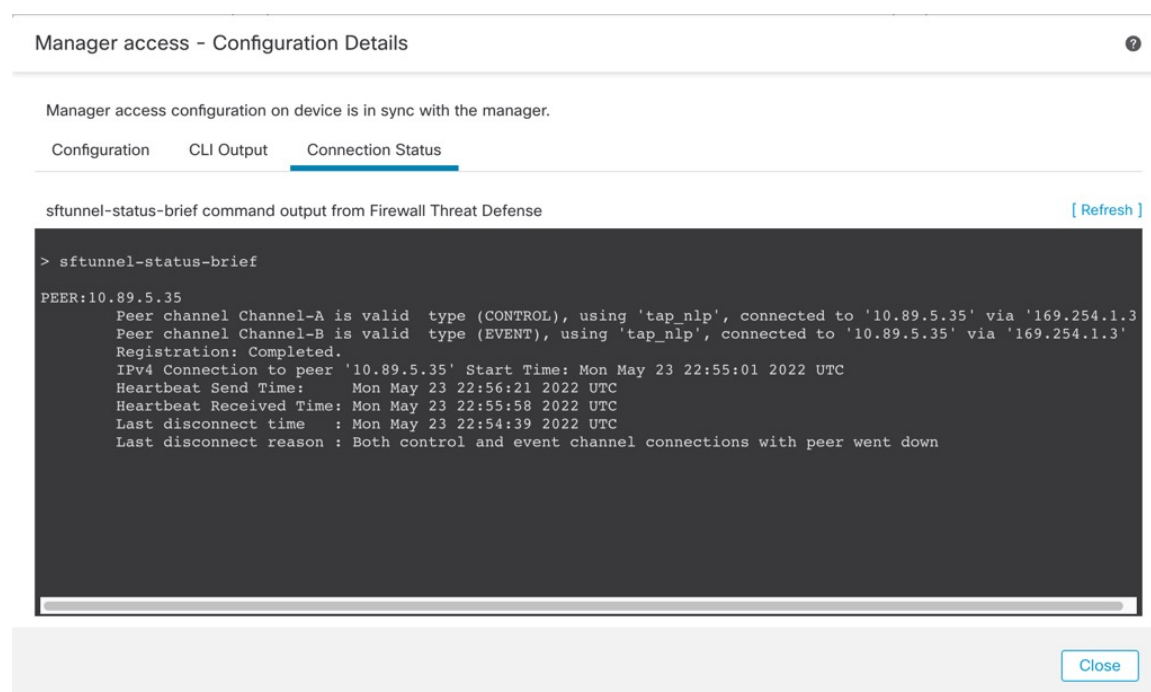 Manager access - Configuration Details
?
Manager access configuration on device is in sync with the manager.
Configuration CLI Output Connection Status
sftunnel-status-brief command output from Firewall Threat Defense [ Refresh ]
> sftunnel-status-brief
PEER:10.89.5.35
Peer channel Channel-A is valid type (CONTROL), using 'tap_nlp', connected to '10.89.5.35' via '169.254.1.3
Peer channel Channel-B is valid type (EVENT), using 'tap_nlp', connected to '10.89.5.35' via '169.254.1.3'
Registration: Completed.
IPv4 Connection to peer '10.89.5.35' Start Time: Mon May 23 22:55:01 2022 UTC
Heartbeat Send Time: Mon May 23 22:56:21 2022 UTC
Heartbeat Received Time: Mon May 23 22:55:58 2022 UTC
Last disconnect time : Mon May 23 22:54:39 2022 UTC
Last disconnect reason : Both control and event channel connections with peer went down
Close